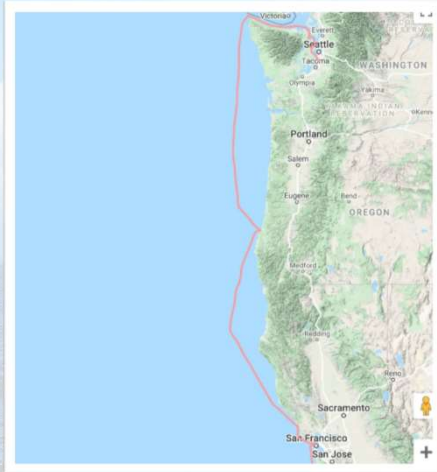 Victoria
Everett
Seattle
Tacoma
WASHINGTON
Olympia
Yakima
Kenn
Portland
Salem
Eugene
Bend
OREGON
Medford
Redding
Reno
Sacramento
San Francisco
San Jose
+